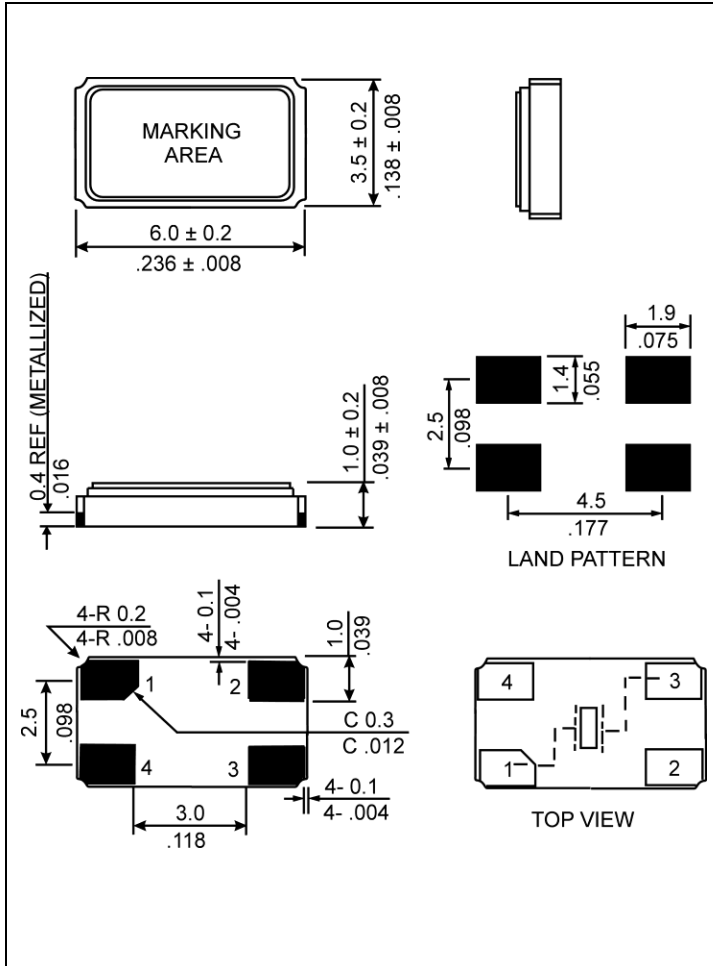 MARKING
AREA
3.5 ± 0.2
.138 ± .008
6.0 ± 0.2
.236 ± .008
0.4 REF (METALLIZED)
.016
1.0 ± 0.2
.039 ± .008
1.9
.075
1.4
.055
2.5
.098
4.5
.177
LAND PATTERN
4-R 0.2
4-R .008
4- 0.1
4- .004
1.0
.039
1
2
2.5
.098
C 0.3
C .012
4
3
4- 0.1
4- .004
3.0
.118
4
3
1
2
TOP VIEW